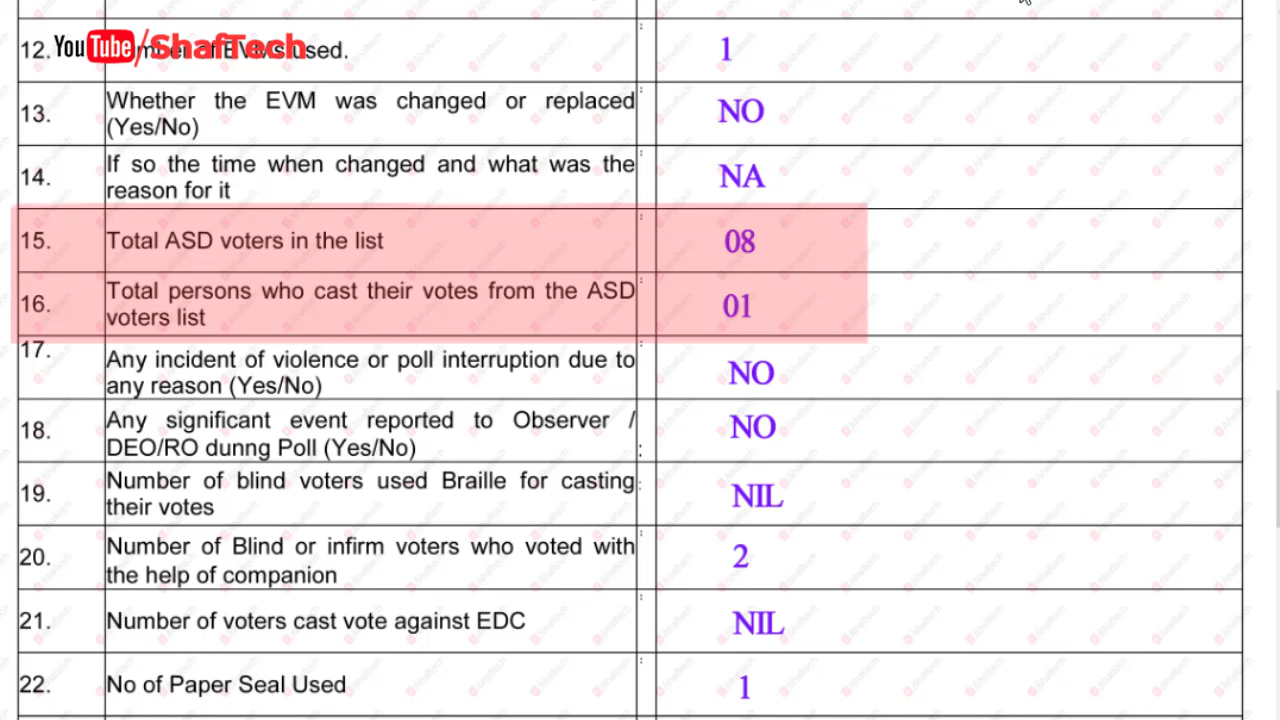 12. Number of EVMs used. : 1
YouTube/ShafTech
13. Whether the EVM was changed or replaced : NO
(Yes/No)
14. If so the time when changed and what was the : NA
reason for it
15. Total ASD voters in the list : 08
16. Total persons who cast their votes from the ASD : 01
voters list
17. Any incident of violence or poll interruption due to : NO
any reason (Yes/No)
18. Any significant event reported to Observer / NO
DEO/RO dunng Poll (Yes/No) :
19. Number of blind voters used Braille for casting : NIL
their votes
20. Number of Blind or infirm voters who voted with : 2
the help of companion
21. Number of voters cast vote against EDC : NIL
22. No of Paper Seal Used : 1